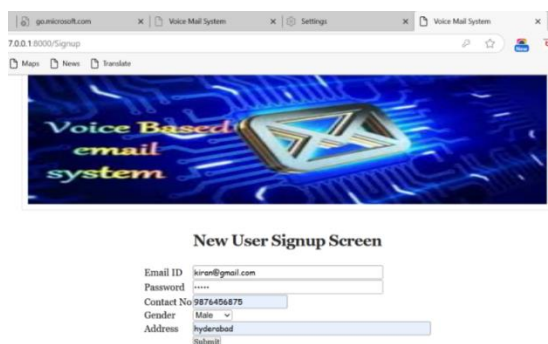 go.microsoft.com Voice Mail System Settings Voice Mail System
7.0.0.1:8000/Signup
New
Maps News Translate
Voice Based
email
system
New User Signup Screen
Email ID kiran@gmail.com
Password •••••
Contact No 9876456875
Gender Male
Address hyderabad
Submit